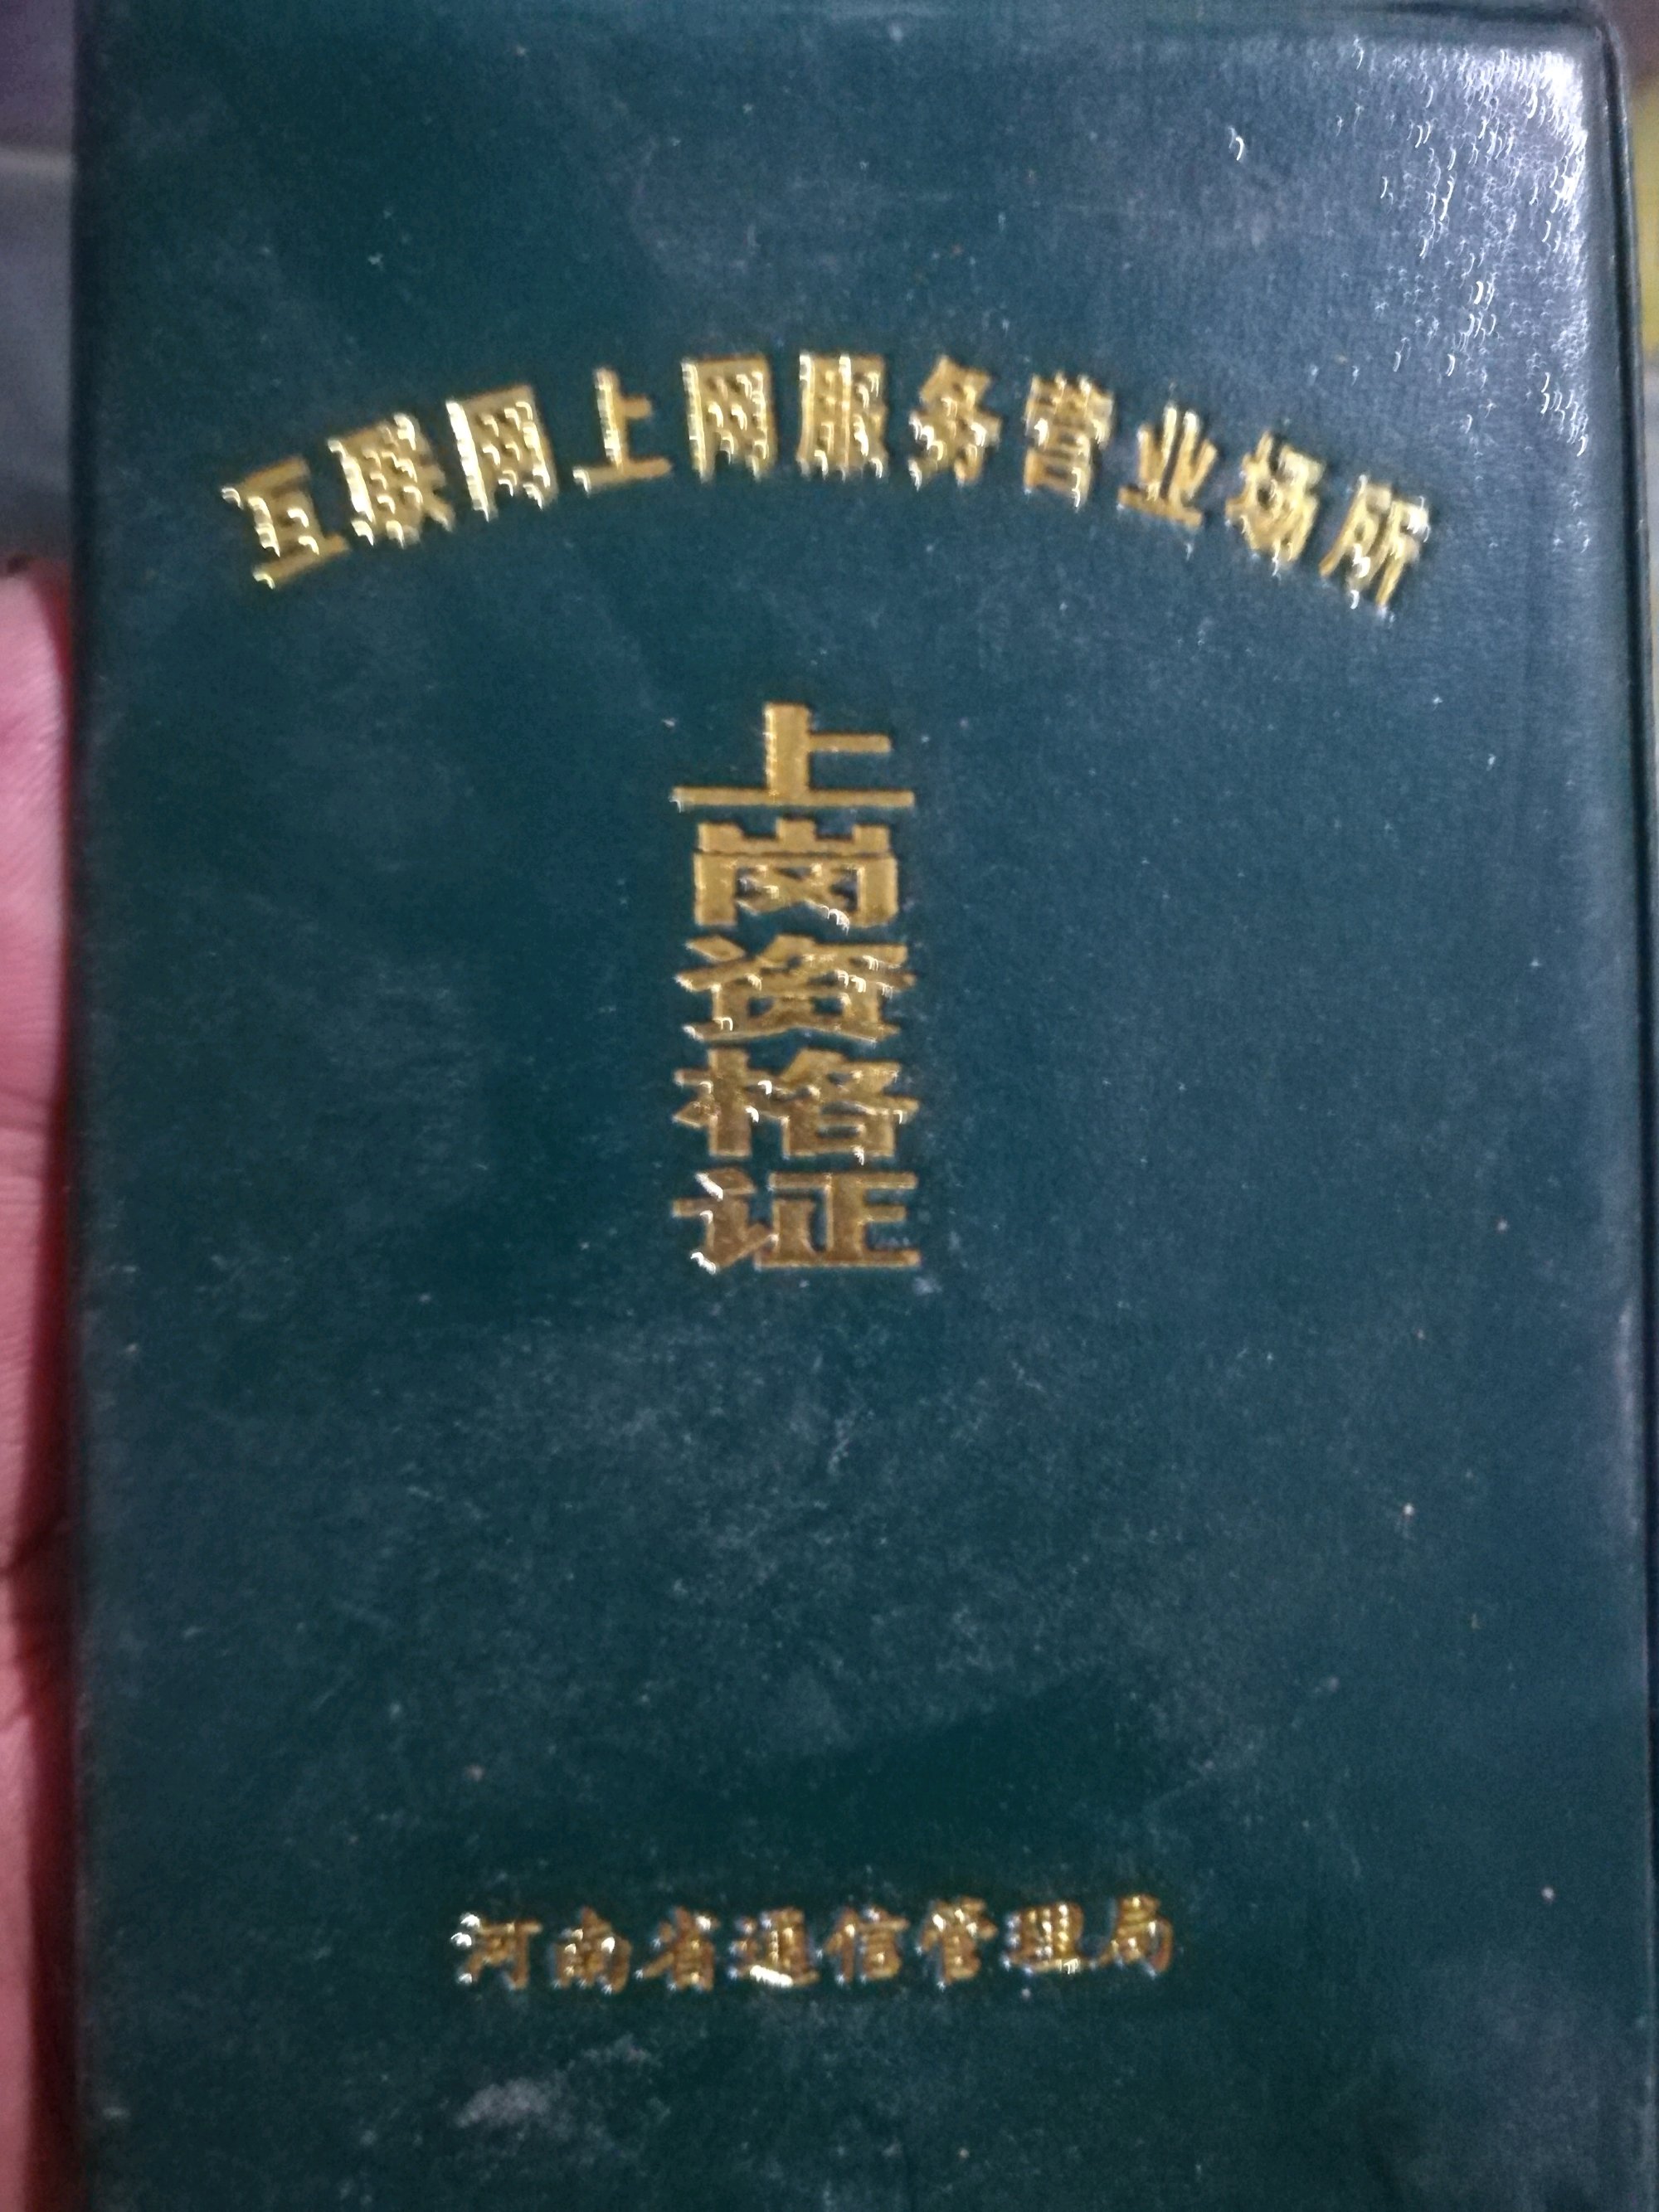 互联网上网服务营业场所
上岗资格证
河南省通信管理局